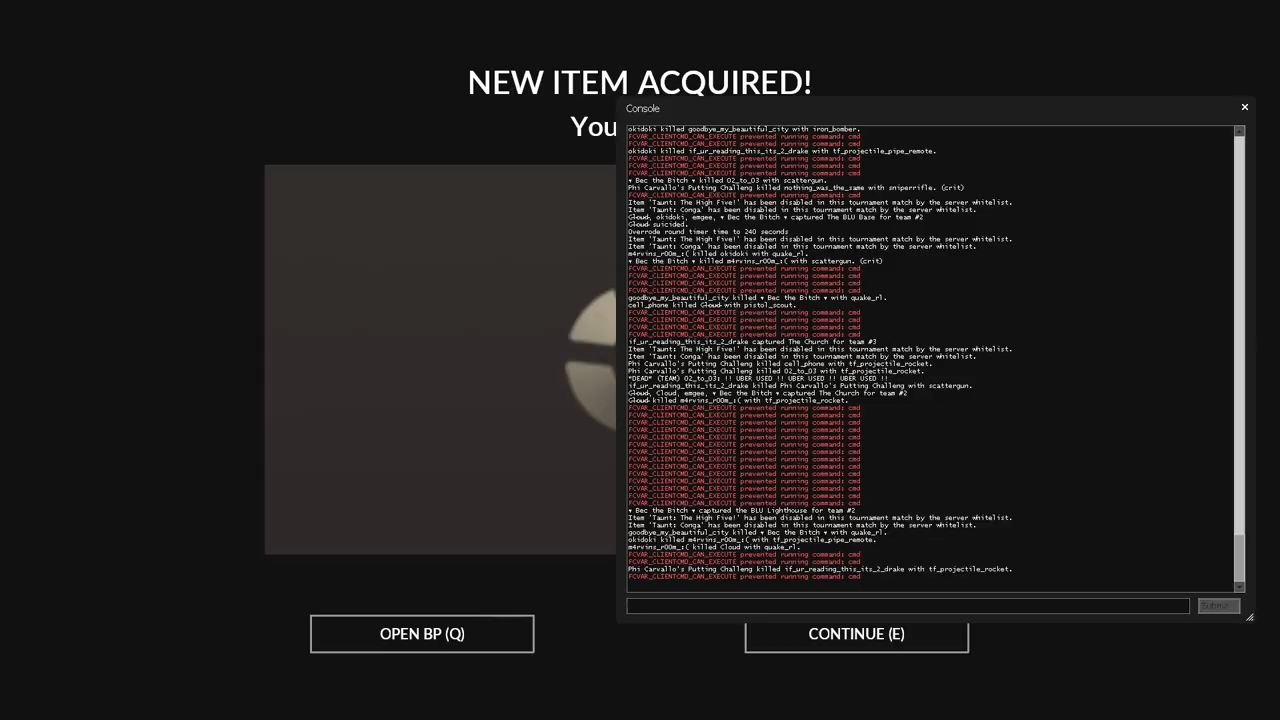 NEW ITEM ACQUIRED!
You
Console
okidoki killed goodbye_my_beautiful_city with iron_bomber.
FCVAR_CLIENTCMD_CAN_EXECUTE prevented running command: cmd
FCVAR_CLIENTCMD_CAN_EXECUTE prevented running command: cmd
okidoki killed if_ur_reading_this_its_2_drake with tf_projectile_pipe_remote.
FCVAR_CLIENTCMD_CAN_EXECUTE prevented running command: cmd
FCVAR_CLIENTCMD_CAN_EXECUTE prevented running command: cmd
FCVAR_CLIENTCMD_CAN_EXECUTE prevented running command: cmd
♥ Bec the Bitch ♥ killed 02_to_03 with scattergun.
Phi Carvallo's Putting Challeng killed nothing_was_the_same with sniperrifle. (crit)
FCVAR_CLIENTCMD_CAN_EXECUTE prevented running command: cmd
Item 'Taunt: The High Five!' has been disabled in this tournament match by the server whitelist.
Item 'Taunt: Conga' has been disabled in this tournament match by the server whitelist.
Cloud, okidoki, emgee, ♥ Bec the Bitch ♥ captured The BLU Base for team #2
Cloud suicided.
Overrode round timer time to 240 seconds
Item 'Taunt: The High Five!' has been disabled in this tournament match by the server whitelist.
Item 'Taunt: Conga' has been disabled in this tournament match by the server whitelist.
m4rvins_r00m_:( killed okidoki with quake_rl.
♥ Bec the Bitch ♥ killed m4rvins_r00m_:( with scattergun. (crit)
FCVAR_CLIENTCMD_CAN_EXECUTE prevented running command: cmd
FCVAR_CLIENTCMD_CAN_EXECUTE prevented running command: cmd
FCVAR_CLIENTCMD_CAN_EXECUTE prevented running command: cmd
FCVAR_CLIENTCMD_CAN_EXECUTE prevented running command: cmd
goodbye_my_beautiful_city killed ♥ Bec the Bitch ♥ with quake_rl.
cell_phone killed Cloud with pistol_scout.
FCVAR_CLIENTCMD_CAN_EXECUTE prevented running command: cmd
FCVAR_CLIENTCMD_CAN_EXECUTE prevented running command: cmd
FCVAR_CLIENTCMD_CAN_EXECUTE prevented running command: cmd
FCVAR_CLIENTCMD_CAN_EXECUTE prevented running command: cmd
if_ur_reading_this_its_2_drake captured The Church for team #3
Item 'Taunt: The High Five!' has been disabled in this tournament match by the server whitelist.
Item 'Taunt: Conga' has been disabled in this tournament match by the server whitelist.
Phi Carvallo's Putting Challeng killed cell_phone with tf_projectile_rocket.
Phi Carvallo's Putting Challeng killed 02_to_03 with tf_projectile_rocket.
*DEAD* (TEAM) 02_to_03: !! UBER USED !! UBER USED !! UBER USED !!
if_ur_reading_this_its_2_drake killed Phi Carvallo's Putting Challeng with scattergun.
Cloud, Cloud, emgee, ♥ Bec the Bitch ♥ captured The Church for team #2
Cloud killed m4rvins_r00m_:( with tf_projectile_rocket.
FCVAR_CLIENTCMD_CAN_EXECUTE prevented running command: cmd
FCVAR_CLIENTCMD_CAN_EXECUTE prevented running command: cmd
FCVAR_CLIENTCMD_CAN_EXECUTE prevented running command: cmd
FCVAR_CLIENTCMD_CAN_EXECUTE prevented running command: cmd
FCVAR_CLIENTCMD_CAN_EXECUTE prevented running command: cmd
FCVAR_CLIENTCMD_CAN_EXECUTE prevented running command: cmd
FCVAR_CLIENTCMD_CAN_EXECUTE prevented running command: cmd
FCVAR_CLIENTCMD_CAN_EXECUTE prevented running command: cmd
FCVAR_CLIENTCMD_CAN_EXECUTE prevented running command: cmd
FCVAR_CLIENTCMD_CAN_EXECUTE prevented running command: cmd
FCVAR_CLIENTCMD_CAN_EXECUTE prevented running command: cmd
FCVAR_CLIENTCMD_CAN_EXECUTE prevented running command: cmd
FCVAR_CLIENTCMD_CAN_EXECUTE prevented running command: cmd
FCVAR_CLIENTCMD_CAN_EXECUTE prevented running command: cmd
♥ Bec the Bitch ♥ captured the BLU Lighthouse for team #2
Item 'Taunt: The High Five!' has been disabled in this tournament match by the server whitelist.
Item 'Taunt: Conga' has been disabled in this tournament match by the server whitelist.
goodbye_my_beautiful_city killed ♥ Bec the Bitch ♥ with quake_rl.
okidoki killed m4rvins_r00m_:( with tf_projectile_pipe_remote.
m4rvins_r00m_:( killed Cloud with quake_rl.
FCVAR_CLIENTCMD_CAN_EXECUTE prevented running command: cmd
FCVAR_CLIENTCMD_CAN_EXECUTE prevented running command: cmd
Phi Carvallo's Putting Challeng killed if_ur_reading_this_its_2_drake with tf_projectile_rocket.
FCVAR_CLIENTCMD_CAN_EXECUTE prevented running command: cmd
Submit
OPEN BP (Q)
CONTINUE (E)